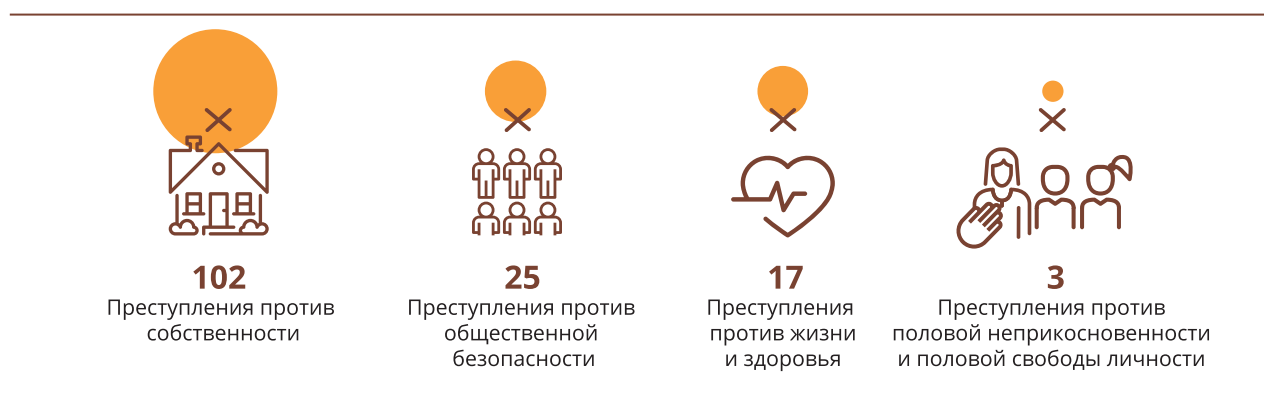 102
Преступления против
собственности
25
Преступления против
общественной
безопасности
17
Преступления
против жизни
и здоровья
3
Преступления против
половой неприкосновенности
и половой свободы личности